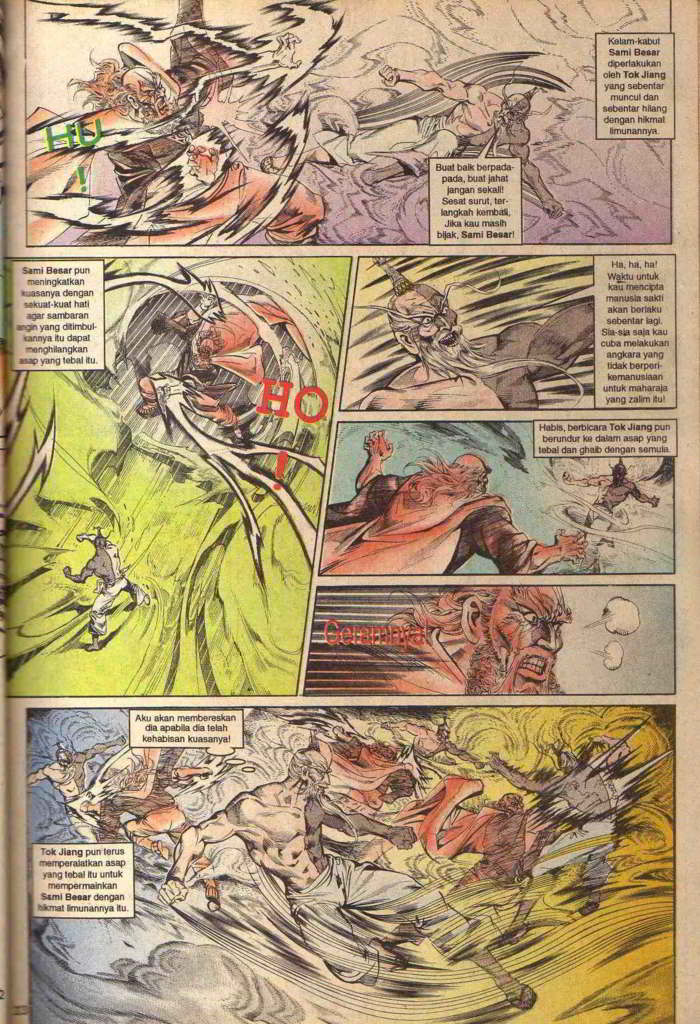 Kelam-kabut
Sami Besar
diperlakukan
oleh Tok Jiang
yang sebentar
muncul dan
sebentar hilang
dengan hikmat
limunannya.
HU
!
Buat baik berpada-
pada, buat jahat
jangan sekali!
Sesat surut, ter-
langkah kembali,
Jika kau masih
bijak, Sami Besar!
Sami Besar pun
meningkatkan
kuasanya dengan
sekuat-kuat hati
agar sambaran
angin yang ditimbul-
kannya itu dapat
menghilangkan
asap yang tebal itu.
HO
!
Ha, ha, ha!
Waktu untuk
kau mencipta
manusia sakti
akan berlaku
sebentar lagi.
Sia-sia saja kau
cuba melakukan
angkara yang
tidak berperi-
kemanusiaan
untuk maharaja
yang zalim itu!
Habis, berbicara Tok Jiang pun
berundur ke dalam asap yang
tebal dan ghaib dengan semula.
Geramnya!
Aku akan membereskan
dia apabila dia telah
kehabisan kuasanya!
Tok Jiang pun terus
memperalatkan asap
yang tebal itu untuk
mempermainkan
Sami Besar dengan
hikmat limunannya itu.